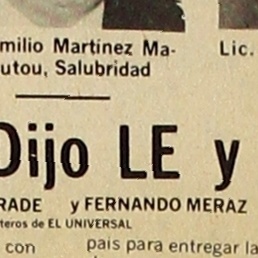 milio Martínez Ma-
utou, Salubridad
Lic.
Dijo LE y
RADE y FERNANDO MERAZ
teros de EL UNIVERSAL
con
país para entregar la